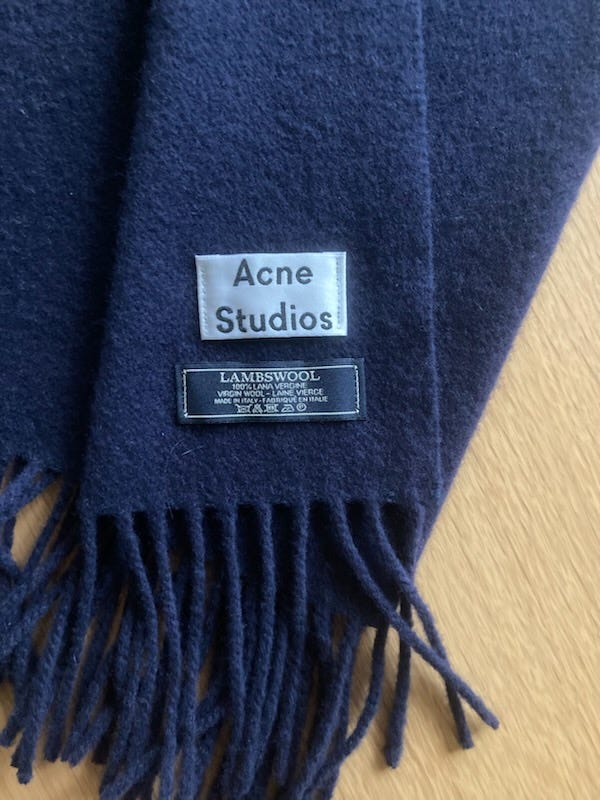 Acne
Studios
LAMBSWOOL
100% LANA VERGINE
VIRGIN WOOL - LAINE VIERGE
MADE IN ITALY - FABRIQUÉ EN ITALIE